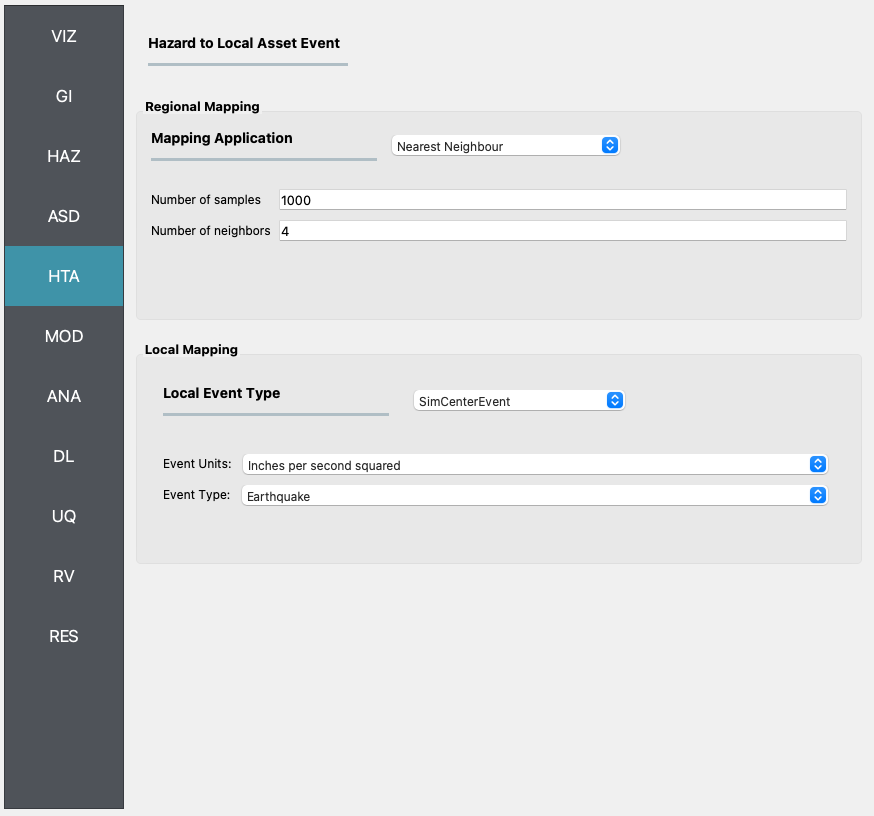 VIZ
GI
HAZ
ASD
HTA
MOD
ANA
DL
UQ
RV
RES
Hazard to Local Asset Event
Regional Mapping
Mapping Application Nearest Neighbour
Number of samples 1000
Number of neighbors 4
Local Mapping
Local Event Type SimCenterEvent
Event Units: Inches per second squared
Event Type: Earthquake